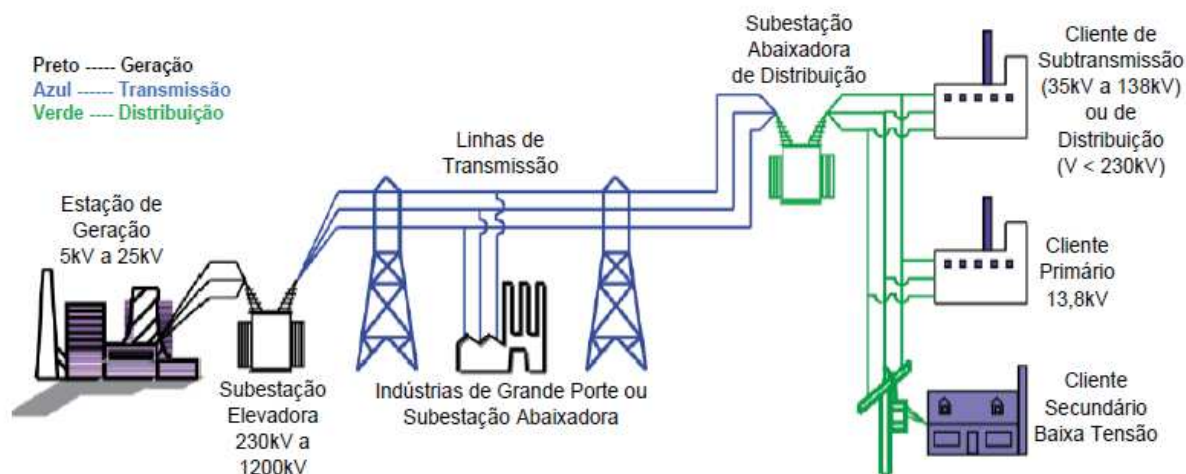 Preto ----- Geração
Azul ------ Transmissão
Verde ---- Distribuição
Estação de
Geração
5kV a 25kV
Subestação
Elevadora
230kV a
1200kV
Linhas de
Transmissão
Indústrias de Grande Porte ou
Subestação Abaixadora
Subestação
Abaixadora
de Distribuição
Cliente de
Subtransmissão
(35kV a 138kV)
ou de
Distribuição
(V < 230kV)
Cliente
Primário
13,8kV
Cliente
Secundário
Baixa Tensão